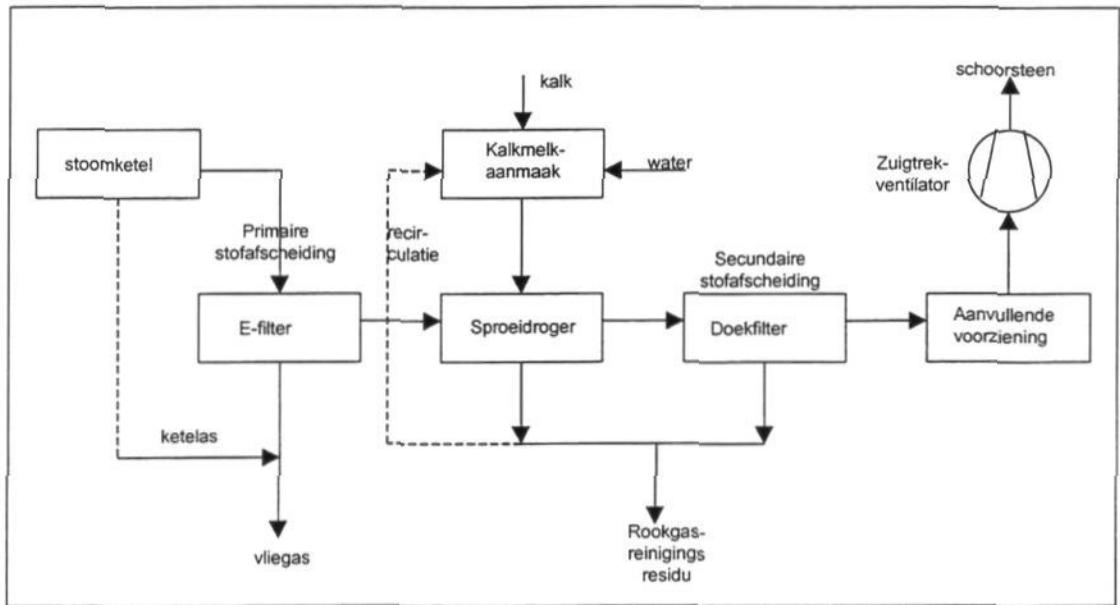 schoorsteen
kalk
stoomketel
Kalkmelk-
aanmaak
water
Zuigtrek-
ventilator
Primaire
stofafscheiding
recir-
culatie
Secundaire
stofafscheiding
E-filter
Sproeidroger
Doekfilter
Aanvullende
voorziening
ketelas
vliegas
Rookgas-
reinigings
residu